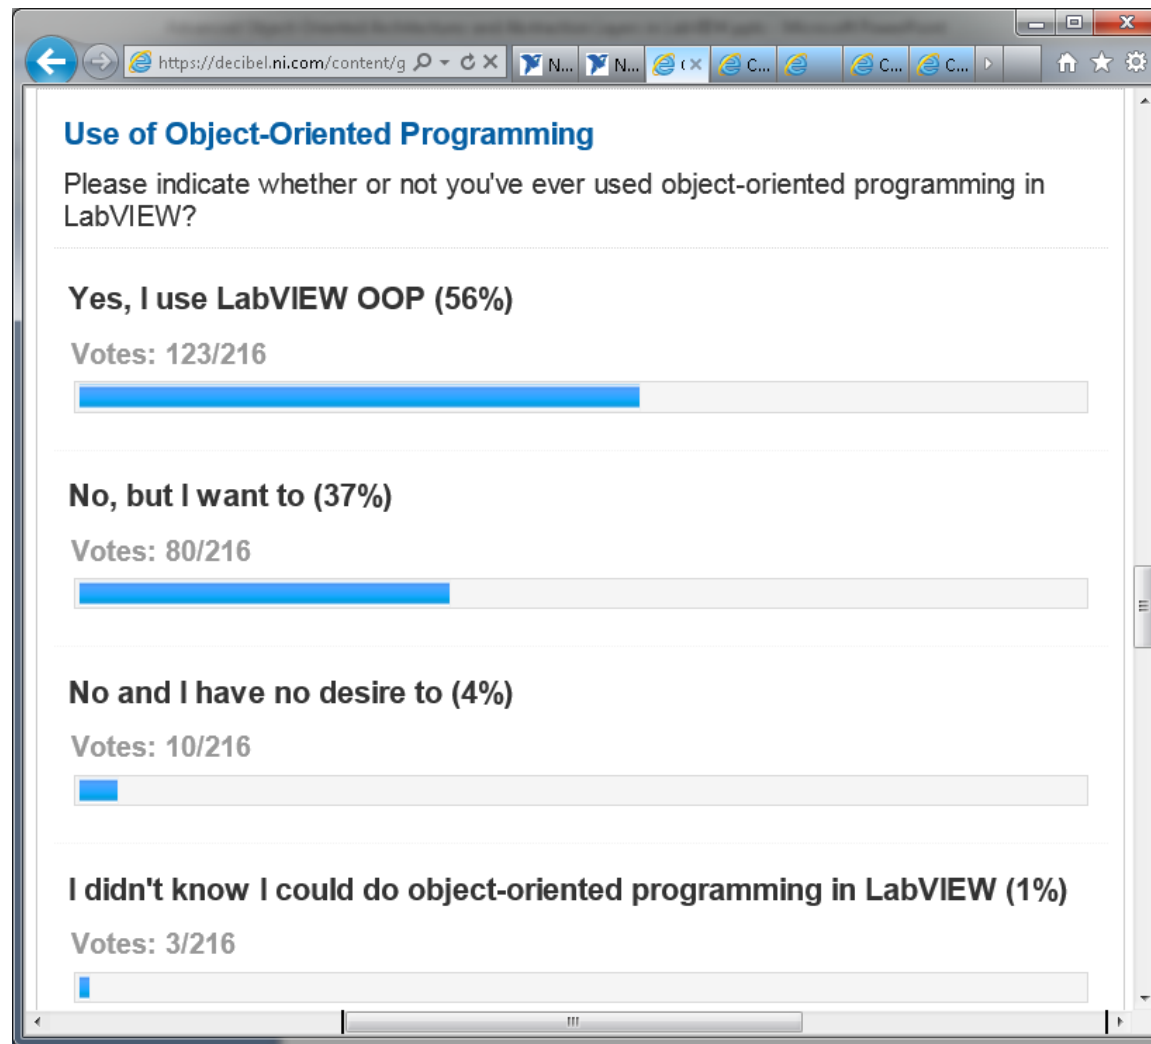 https://decibel.ni.com/content/g
N...
N...
C...
C...
C...
Use of Object-Oriented Programming
Please indicate whether or not you've ever used object-oriented programming in
LabVIEW?
Yes, I use LabVIEW OOP (56%)
Votes: 123/216
No, but I want to (37%)
Votes: 80/216
No and I have no desire to (4%)
Votes: 10/216
I didn't know I could do object-oriented programming in LabVIEW (1%)
Votes: 3/216